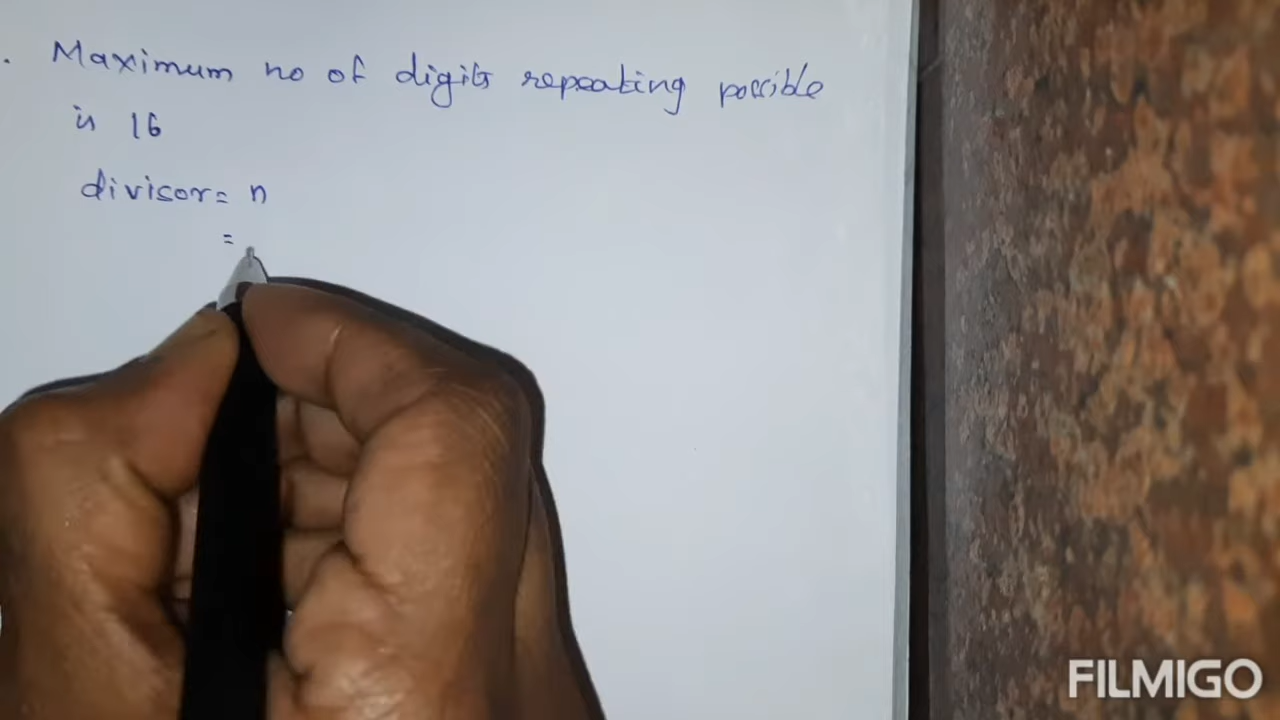 . Maximum no of digits repeating possible
is 16
divisor = n
=
FILMIGO